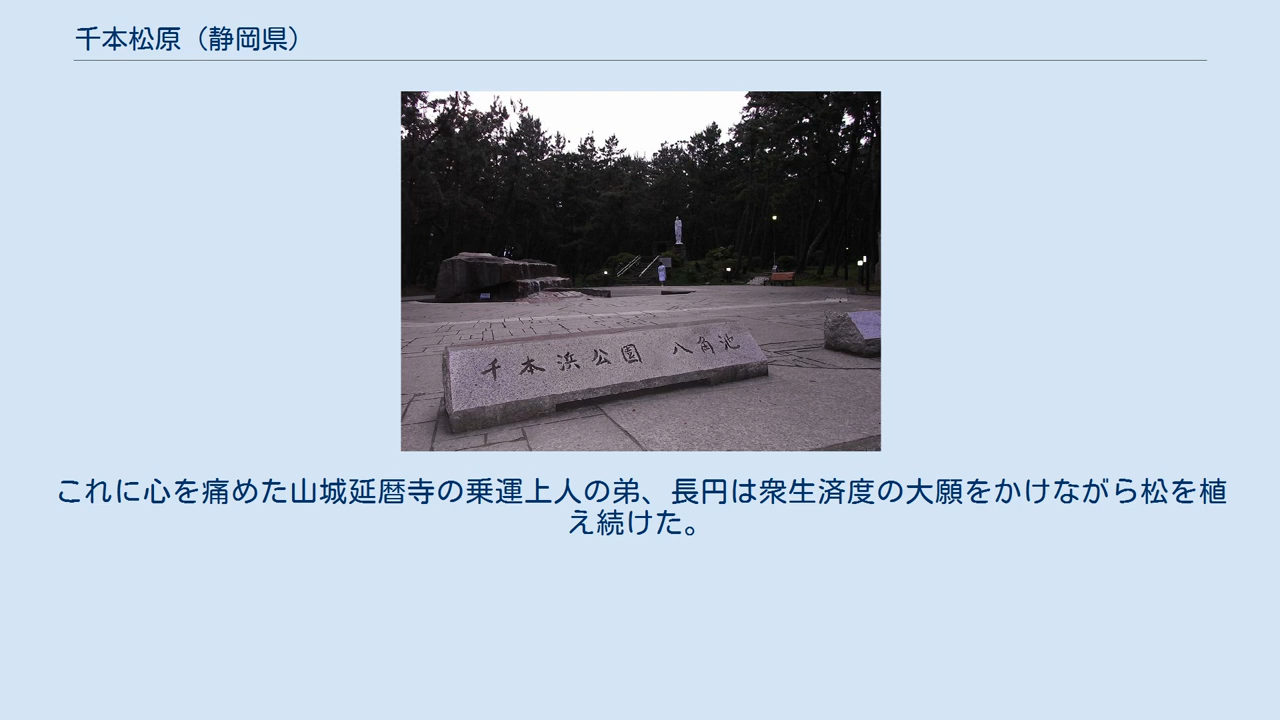 千本松原（静岡県）
千本浜公園 八角池
これに心を痛めた山城延暦寺の乗運上人の弟、長円は衆生済度の大願をかけながら松を植
え続けた。